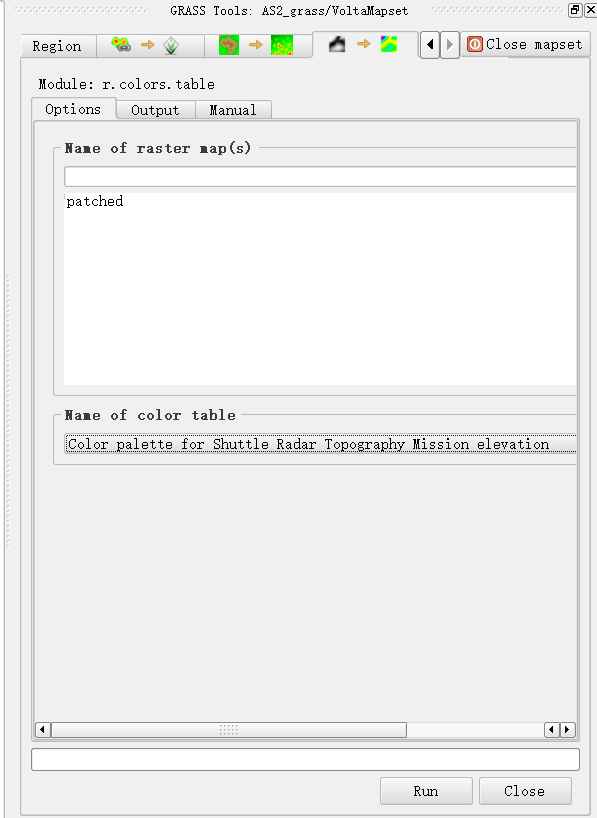 GRASS Tools: AS2_grass/VoltaMapset
Region
Close mapset
Module: r.colors.table
Options Output Manual
Name of raster map(s)
patched
Name of color table
Color palette for Shuttle Radar Topography Mission elevation
Run Close